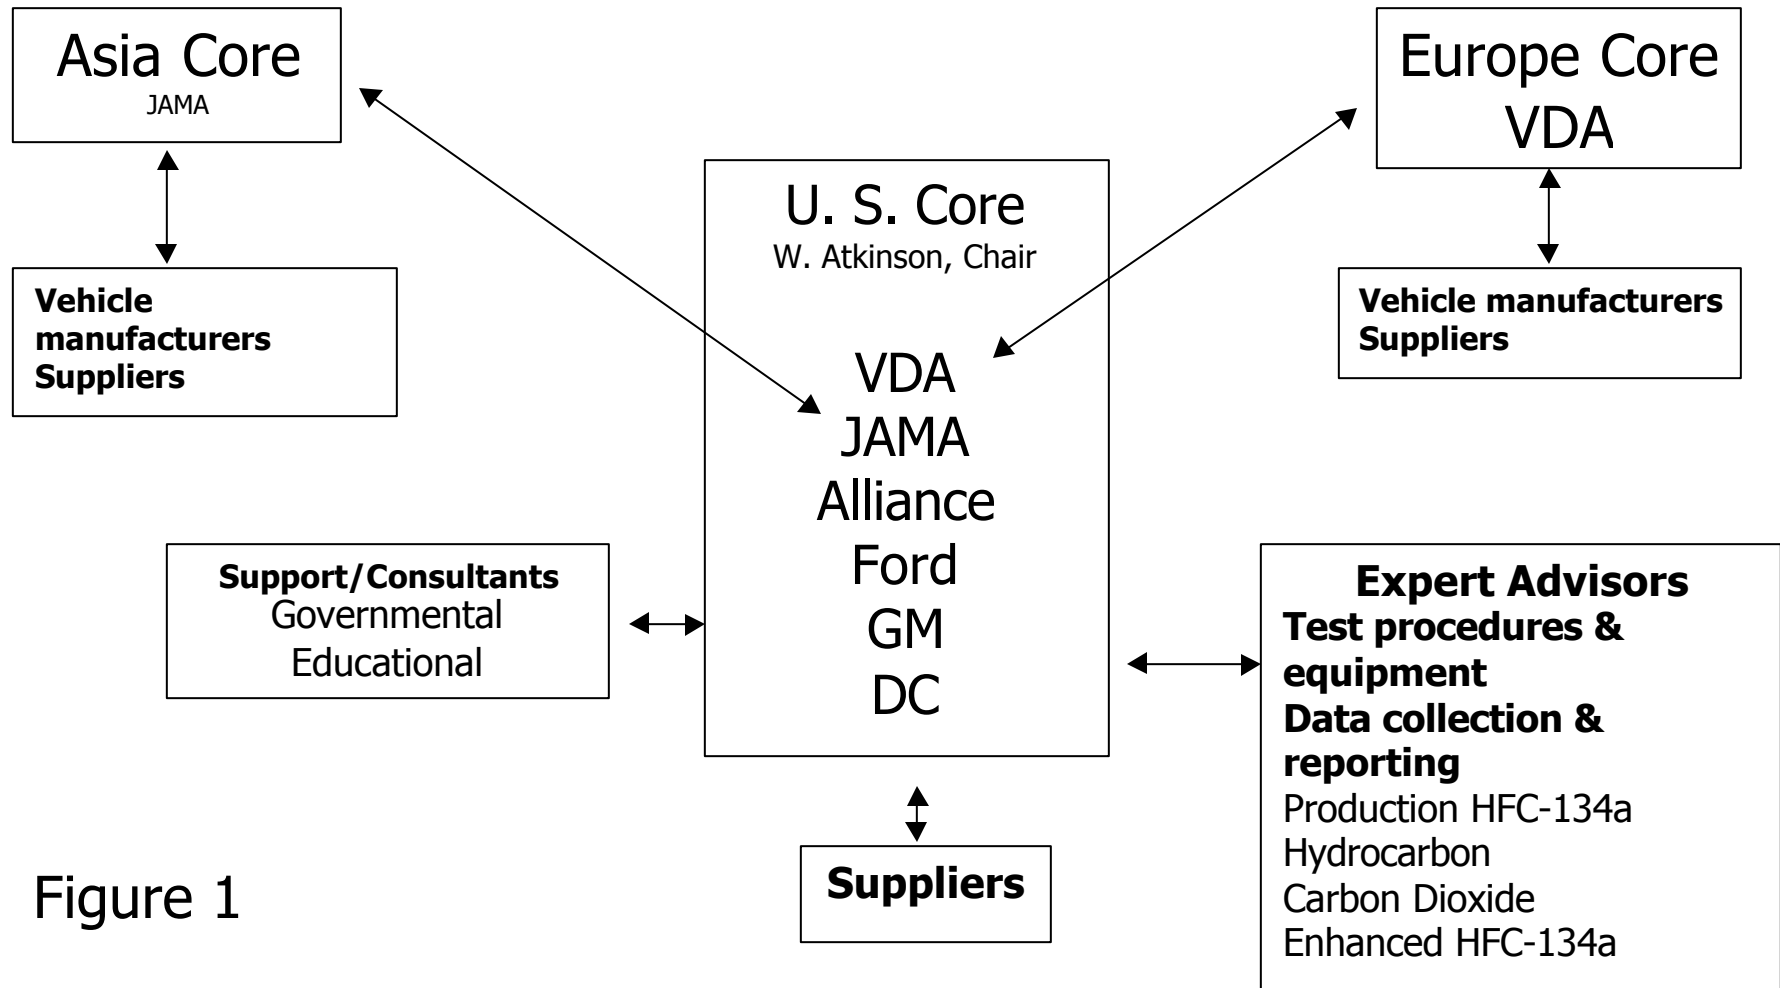 Asia Core
JAMA
Europe Core
VDA
U. S. Core
W. Atkinson, Chair
VDA
JAMA
Alliance
Ford
GM
DC
Vehicle
manufacturers
Suppliers
Vehicle manufacturers
Suppliers
Support/Consultants
Governmental
Educational
Expert Advisors
Test procedures &
equipment
Data collection &
reporting
Production HFC-134a
Hydrocarbon
Carbon Dioxide
Enhanced HFC-134a
Suppliers
Figure 1